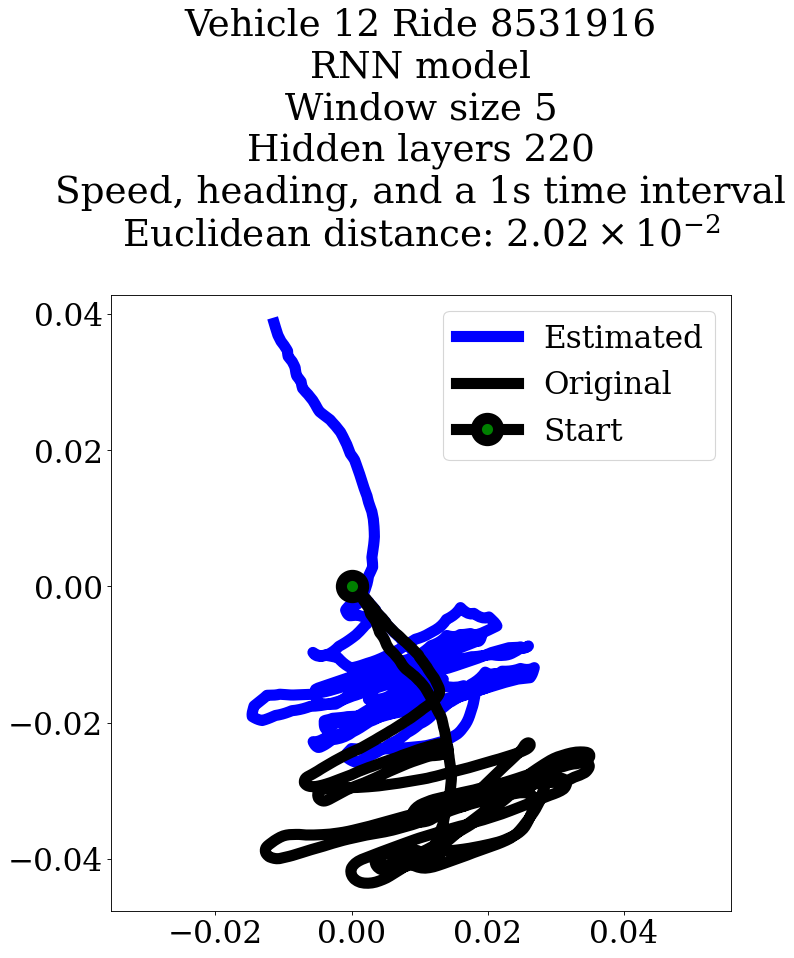 Vehicle 12 Ride 8531916
RNN model
Window size 5
Hidden layers 220
Speed, heading, and a 1s time interval
Euclidean distance: 2.02 × 10⁻²
Estimated
Original
Start
0.04
0.02
0.00
−0.02
−0.04
−0.02 0.00 0.02 0.04